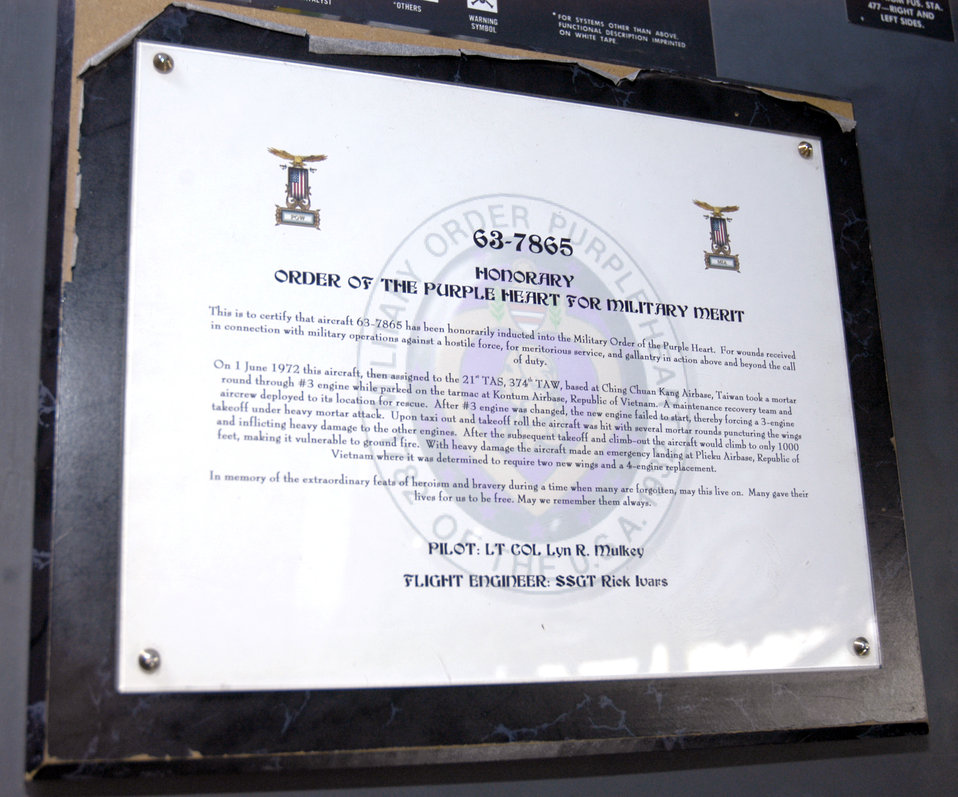 CATALYST
"OTHERS
WARNING
SYMBOL
*FOR SYSTEMS OTHER THAN ABOVE,
FUNCTIONAL DESCRIPTION IMPRINTED
ON WHITE TAPE.
FUS. STA.
477—RIGHT AND
LEFT SIDES.
POW
MIA
MILITARY ORDER PURPLE HEART
OF THE U.S.A.
63-7865
HONORARY
ORDER OF THE PURPLE HEART FOR MILITARY MERIT
This is to certify that aircraft 63-7865 has been honorarily inducted into the Military Order of the Purple Heart. For wounds received
in connection with military operations against a hostile force, for meritorious service, and gallantry in action above and beyond the call
of duty.
On 1 June 1972 this aircraft, then assigned to the 21st TAS, 374th TAW, based at Ching Chuan Kang Airbase, Taiwan took a mortar
round through #3 engine while parked on the tarmac at Kontum Airbase, Republic of Vietnam. A maintenance recovery team and
aircrew deployed to its location for rescue. After #3 engine was changed, the new engine failed to start, thereby forcing a 3-engine
takeoff under heavy mortar attack. Upon taxi out and takeoff roll the aircraft was hit with several mortar rounds puncturing the wings
and inflicting heavy damage to the other engines. After the subsequent takeoff and climb-out the aircraft would climb to only 1000
feet, making it vulnerable to ground fire. With heavy damage the aircraft made an emergency landing at Plieku Airbase, Republic of
Vietnam where it was determined to require two new wings and a 4-engine replacement.
In memory of the extraordinary feats of heroism and bravery during a time when many are forgotten, may this live on. Many gave their
lives for us to be free. May we remember them always.
PILOT: LT COL Lyn R. Mulkey
FLIGHT ENGINEER: SSGT Rick Ivars